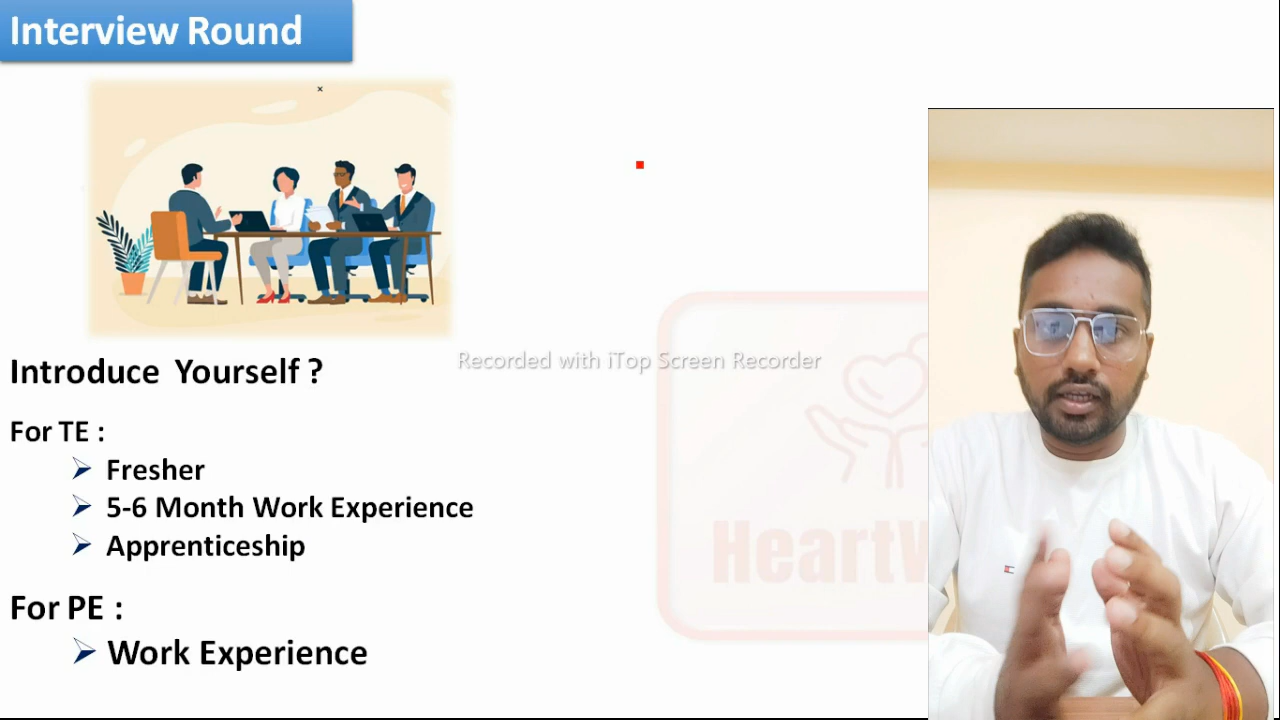 Interview Round
Introduce Yourself ?
Recorded with iTop Screen Recorder
For TE :
Fresher
5-6 Month Work Experience
Apprenticeship
For PE :
Work Experience